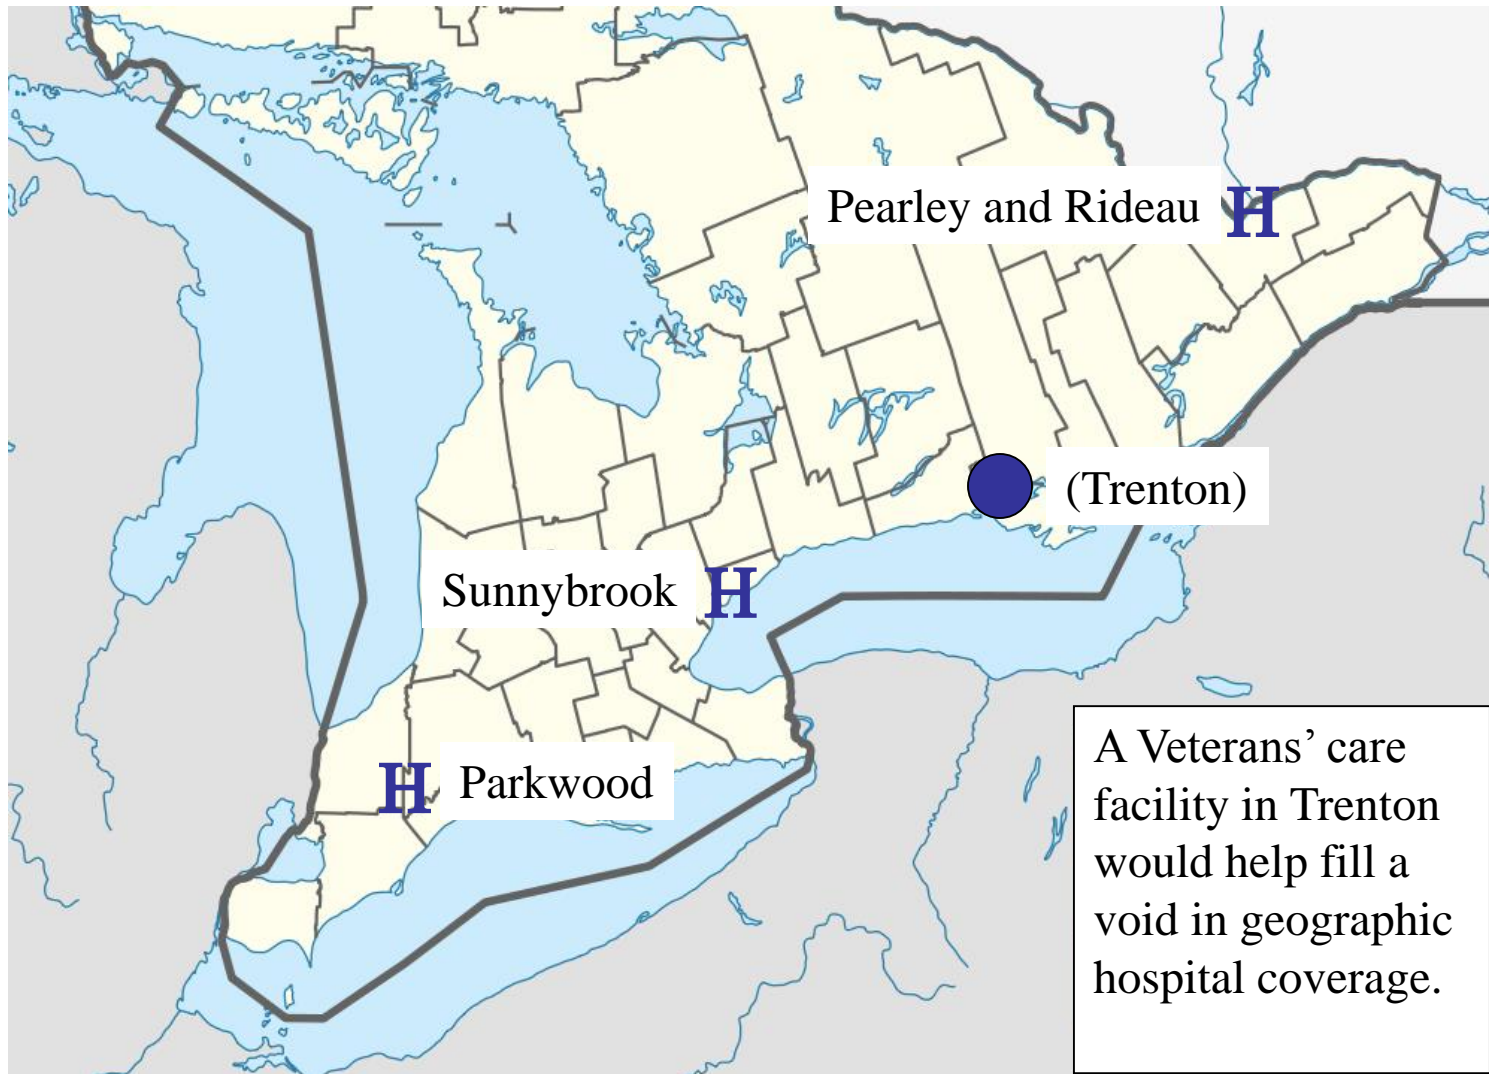 Pearley and Rideau H
(Trenton)
Sunnybrook H
H Parkwood
A Veterans’ care
facility in Trenton
would help fill a
void in geographic
hospital coverage.